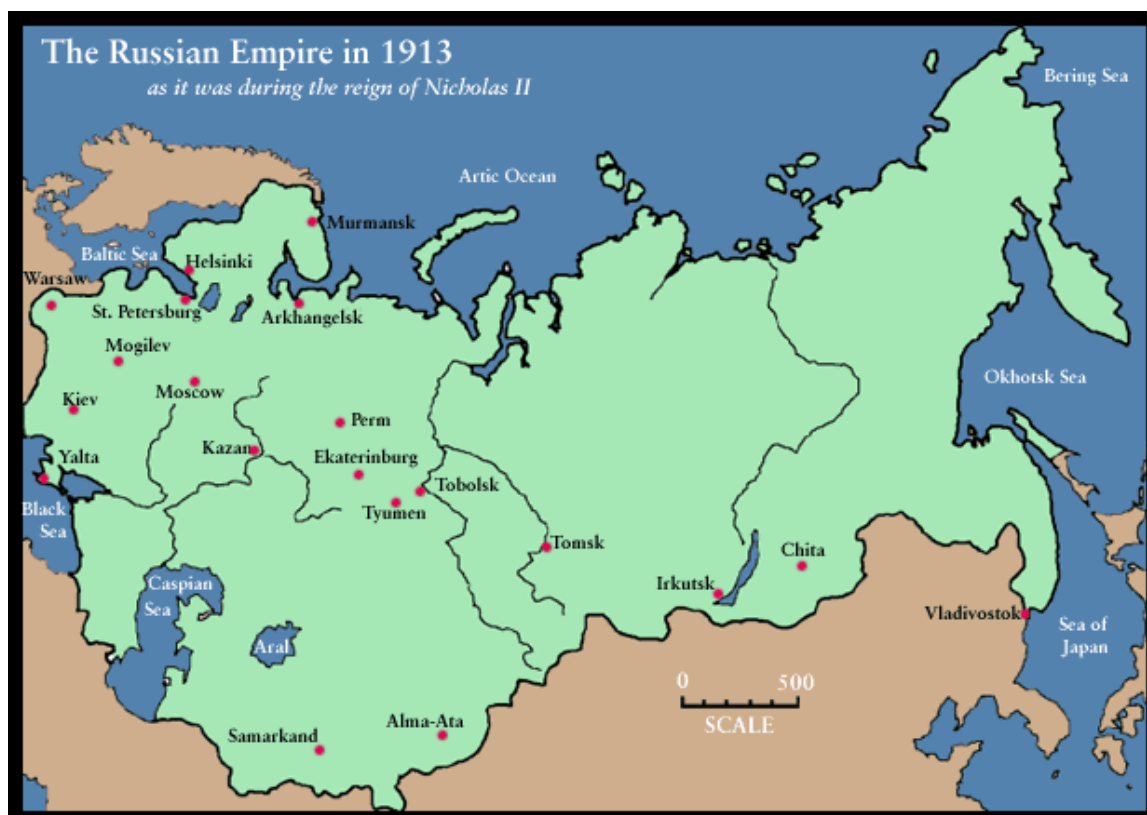 The Russian Empire in 1913
as it was during the reign of Nicholas II
Bering Sea
Artic Ocean
Murmansk
Baltic Sea
Helsinki
Warsaw
St. Petersburg
Arkhangelsk
Mogilev
Okhotsk Sea
Moscow
Kiev
Perm
Kazan
Yalta
Ekaterinburg
Tobolsk
Black
Sea
Tyumen
Tomsk
Chita
Irkutsk
Caspian
Sea
Vladivostok
Sea of
Japan
Aral
0 500
SCALE
Alma-Ata
Samarkand